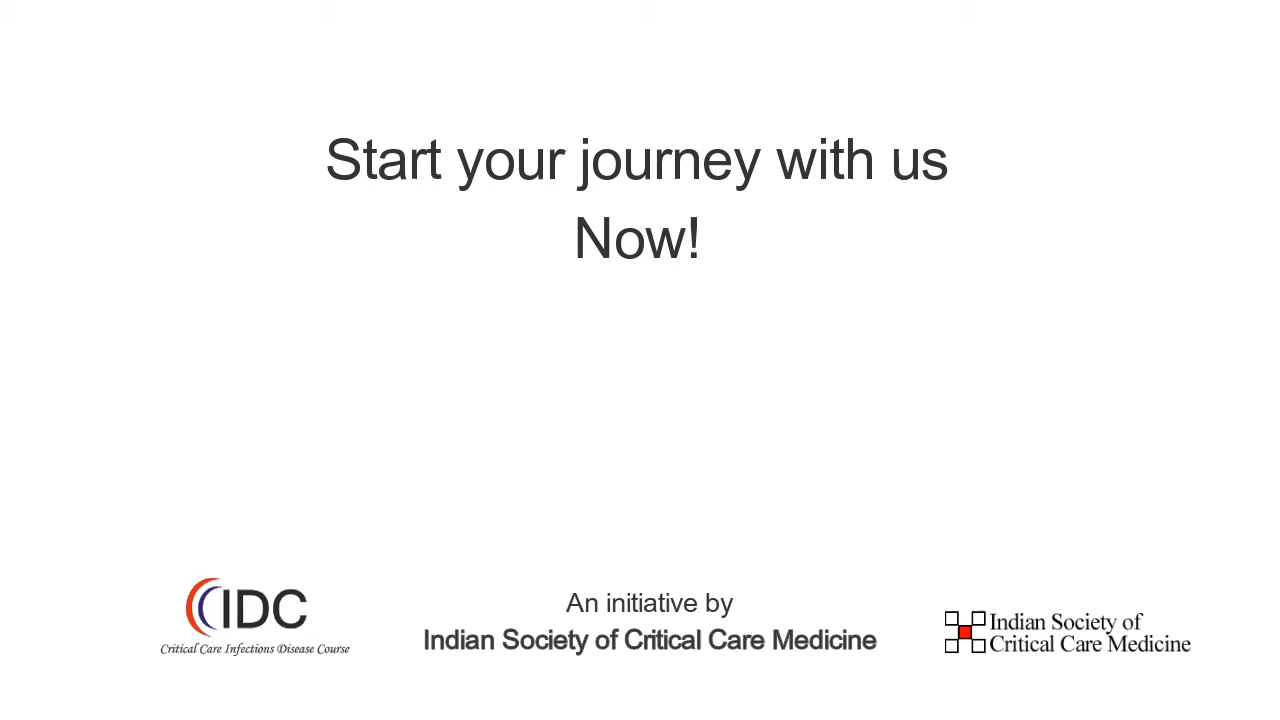 Start your journey with us
Now!
CIDC
Critical Care Infections Disease Course
An initiative by
Indian Society of Critical Care Medicine
Indian Society of
Critical Care Medicine